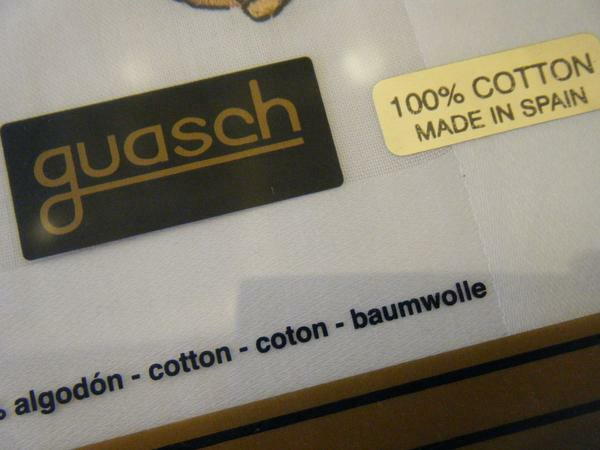 guasch
100% COTTON
MADE IN SPAIN
% algodón - cotton - coton - baumwolle